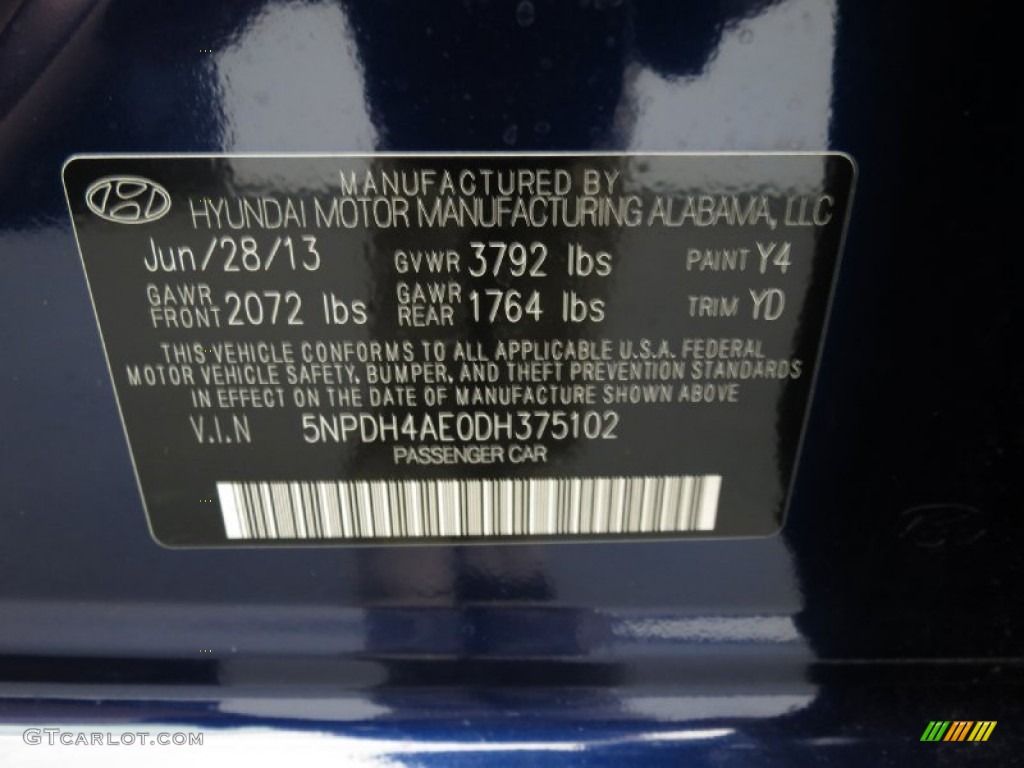 MANUFACTURED BY
HYUNDAI MOTOR MANUFACTURING ALABAMA, LLC
Jun/28/13 GVWR 3792 lbs PAINT Y4
GAWR FRONT 2072 lbs GAWR REAR 1764 lbs TRIM YD
THIS VEHICLE CONFORMS TO ALL APPLICABLE U.S.A. FEDERAL
MOTOR VEHICLE SAFETY, BUMPER, AND THEFT PREVENTION STANDARDS
IN EFFECT ON THE DATE OF MANUFACTURE SHOWN ABOVE
V.I.N 5NPDH4AE0DH375102
PASSENGER CAR
GTCARLOT.COM